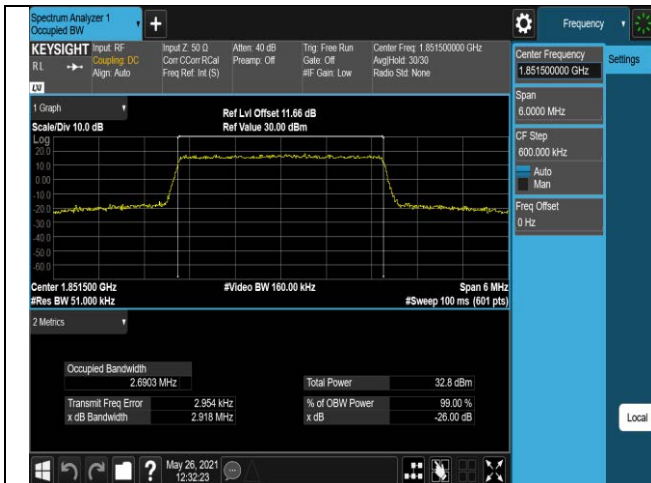 Spectrum Analyzer 1
Occupied BW
Frequency
KEYSIGHT
RL
LXI
Input: RF
Coupling: DC
Align: Auto
Input Z: 50 Ω
Corr CCorr RCal
Freq Ref: Int (S)
Atten: 40 dB
Preamp: Off
Trig: Free Run
Gate: Off
#IF Gain: Low
Center Freq: 1.851500000 GHz
Avg|Hold: 30/30
Radio Std: None
Center Frequency
1.851500000 GHz
Settings
Span
6.0000 MHz
CF Step
600.000 kHz
Auto
Man
Freq Offset
0 Hz
Local
1 Graph
Scale/Div 10.0 dB
Ref Lvl Offset 11.66 dB
Ref Value 30.00 dBm
Log
20.0
10.0
0.00
-10.0
-20.0
-30.0
-40.0
-50.0
-60.0
Center 1.851500 GHz
#Video BW 160.00 kHz
Span 6 MHz
#Res BW 51.000 kHz
#Sweep 100 ms (601 pts)
2 Metrics
Occupied Bandwidth
2.6903 MHz
Total Power 32.8 dBm
Transmit Freq Error 2.954 kHz
% of OBW Power 99.00 %
x dB Bandwidth 2.918 MHz
x dB -26.00 dB
?
May 26, 2021
12:32:23